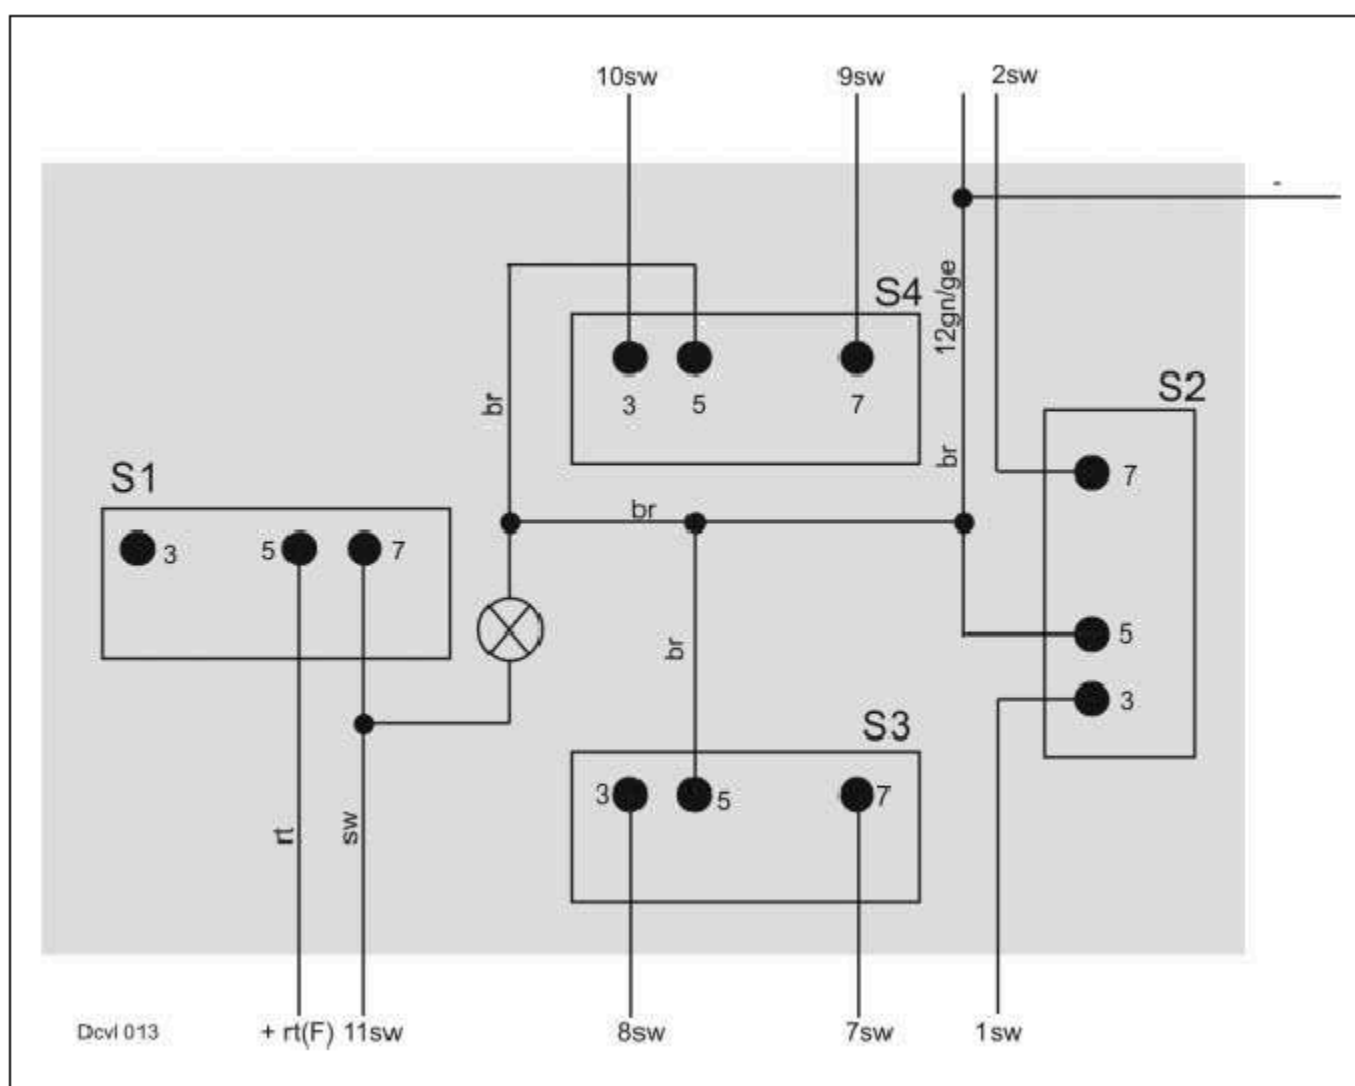 10sw 9sw 2sw
-
S4
12gn/ge
3 5 7
br
br
S2
7
5
3
S1
3 5 7
br
br
S3
3 5 7
rt
sw
Dcvl 013
+ rt(F) 11sw 8sw 7sw 1sw